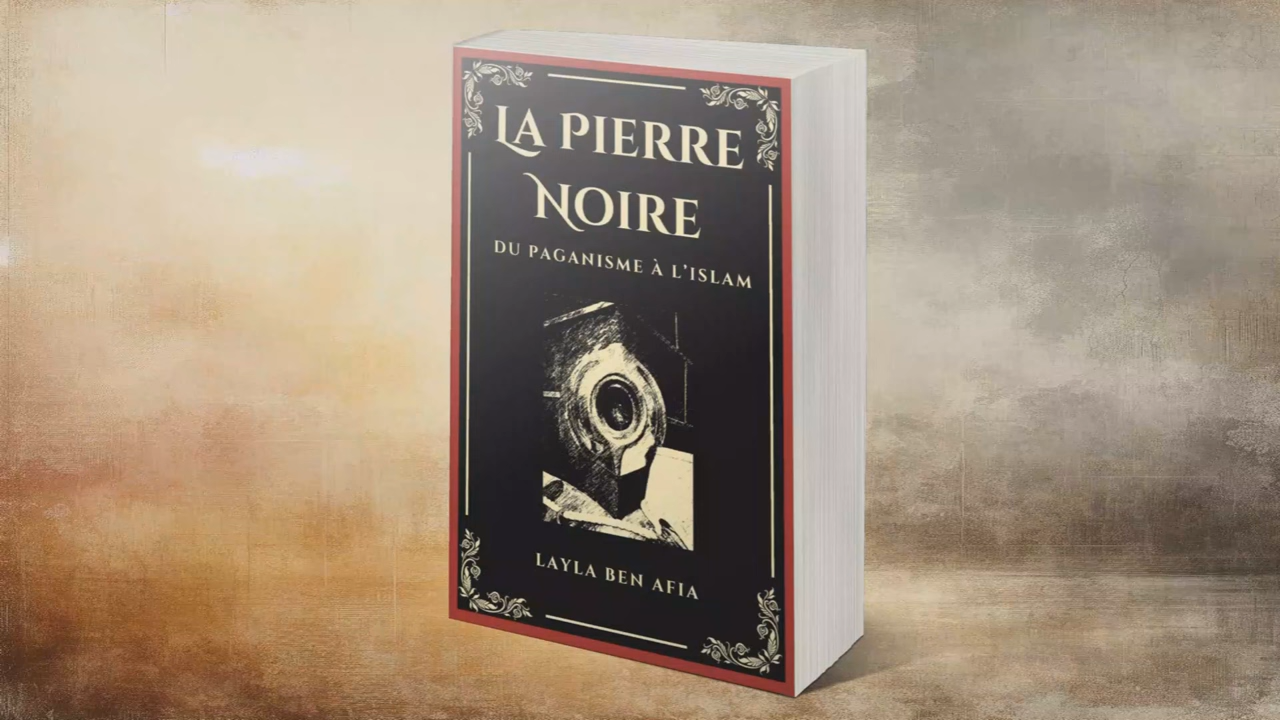 LA PIERRE
NOIRE
DU PAGANISME À L'ISLAM
LAYLA BEN AFIA